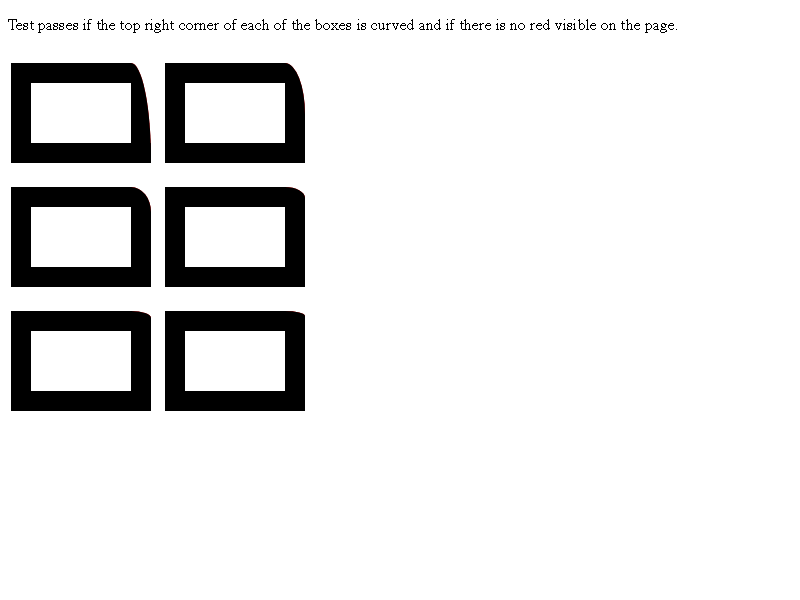 Test passes if the top right corner of each of the boxes is curved and if there is no red visible on the page.